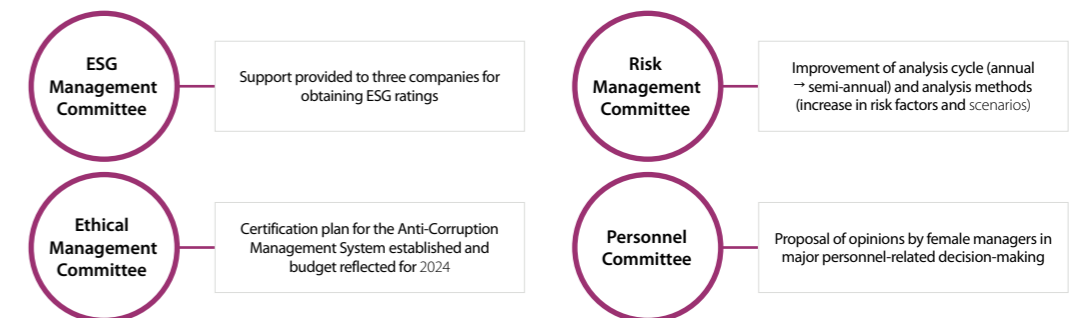 ESG
Management
Committee
Support provided to three companies for
obtaining ESG ratings
Risk
Management
Committee
Improvement of analysis cycle (annual
→ semi-annual) and analysis methods
(increase in risk factors and scenarios)
Ethical
Management
Committee
Certification plan for the Anti-Corruption
Management System established and
budget reflected for 2024
Personnel
Committee
Proposal of opinions by female managers in
major personnel-related decision-making